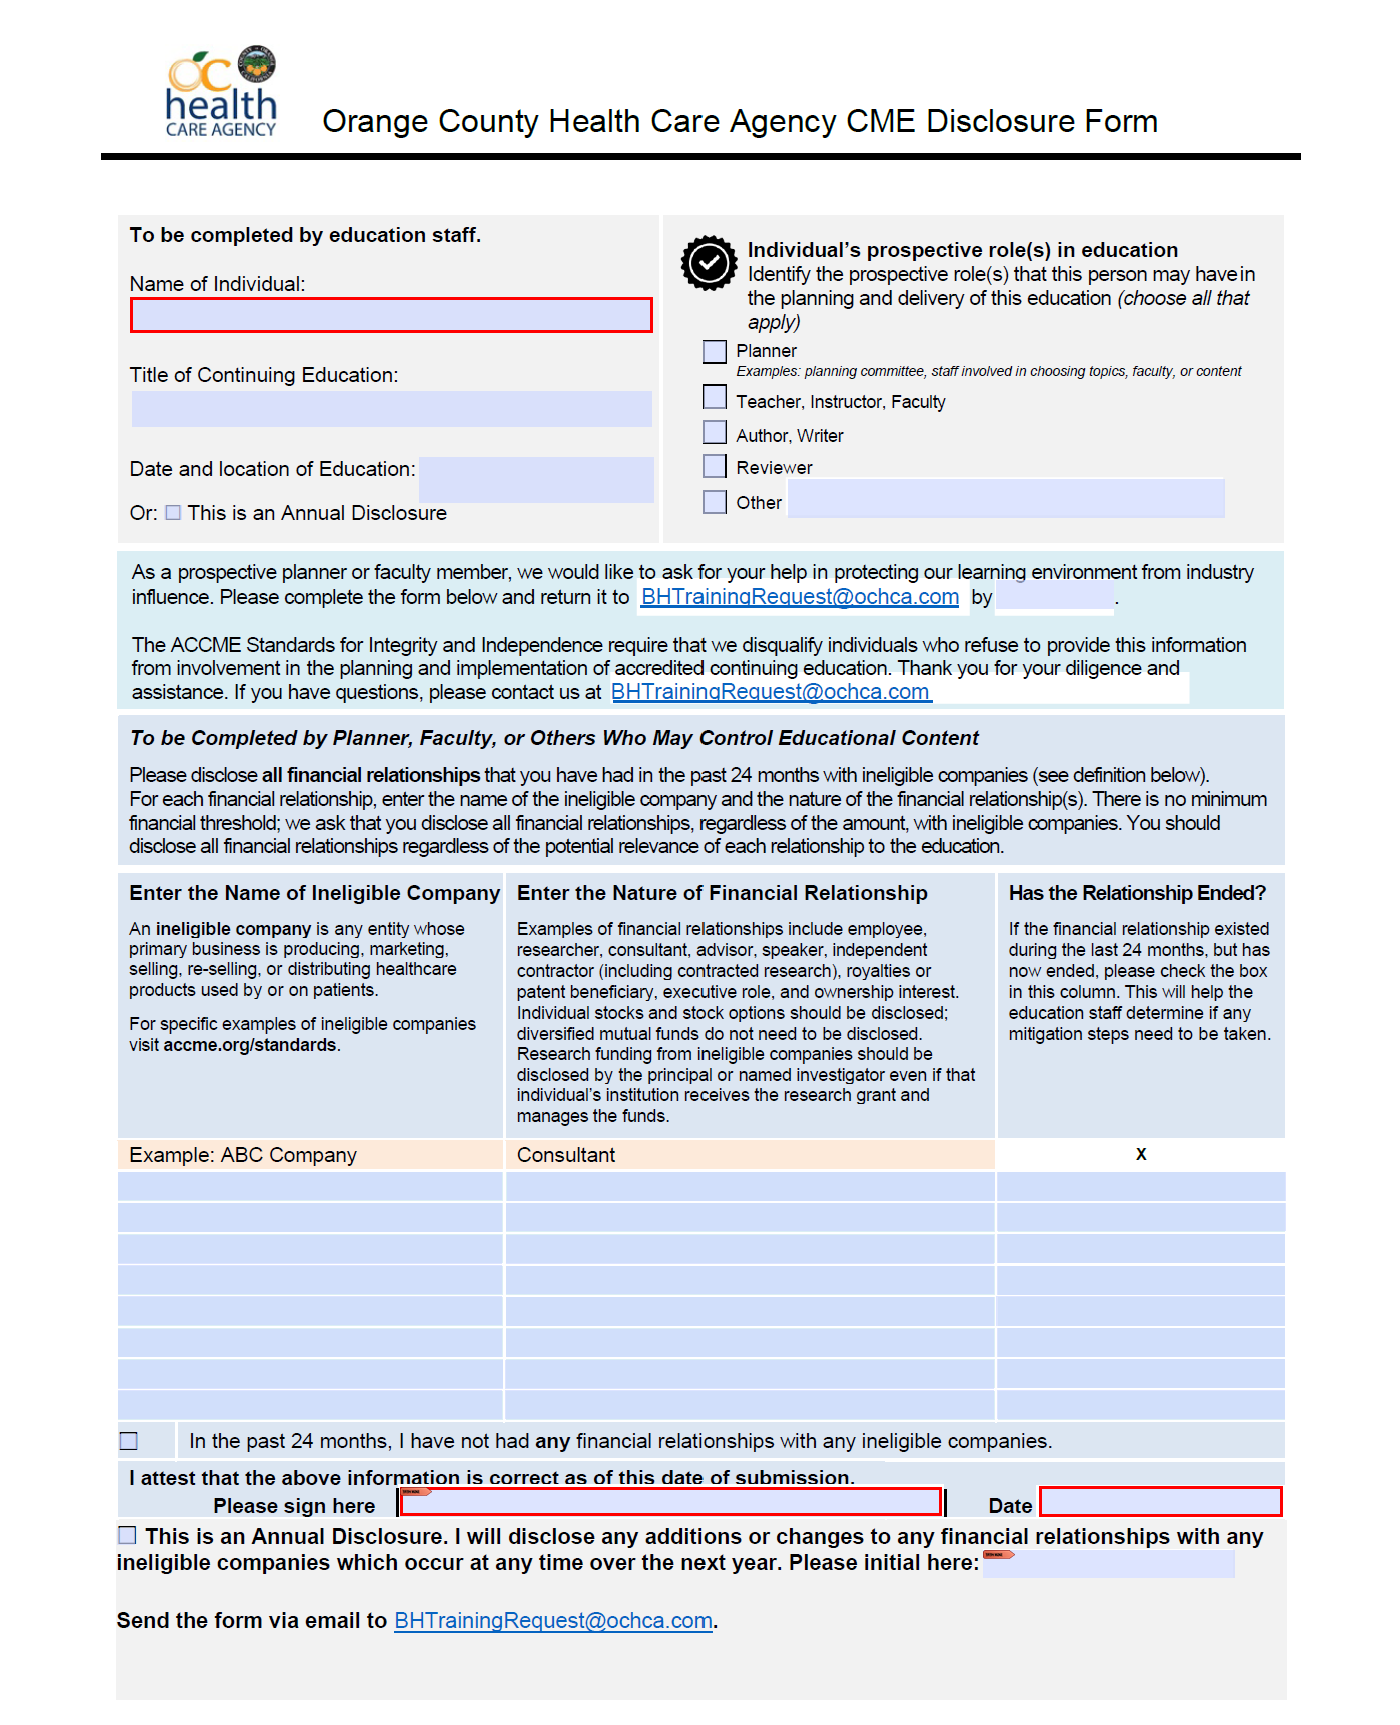 OC
health
CARE AGENCY
Orange County Health Care Agency CME Disclosure Form
To be completed by education staff.
Name of Individual:
Title of Continuing Education:
Date and location of Education:
Or: This is an Annual Disclosure
Individual's prospective role(s) in education
Identify the prospective role(s) that this person may have in
the planning and delivery of this education (choose all that
apply)
Planner
Examples: planning committee, staff involved in choosing topics, faculty, or content
Teacher, Instructor, Faculty
Author, Writer
Reviewer
Other
As a prospective planner or faculty member, we would like to ask for your help in protecting our learning environment from industry
influence. Please complete the form below and return it to BHTrainingRequest@ochca.com by .
The ACCME Standards for Integrity and Independence require that we disqualify individuals who refuse to provide this information
from involvement in the planning and implementation of accredited continuing education. Thank you for your diligence and
assistance. If you have questions, please contact us at BHTrainingRequest@ochca.com
To be Completed by Planner, Faculty, or Others Who May Control Educational Content
Please disclose all financial relationships that you have had in the past 24 months with ineligible companies (see definition below).
For each financial relationship, enter the name of the ineligible company and the nature of the financial relationship(s). There is no minimum
financial threshold; we ask that you disclose all financial relationships, regardless of the amount, with ineligible companies. You should
disclose all financial relationships regardless of the potential relevance of each relationship to the education.
Enter the Name of Ineligible Company
An ineligible company is any entity whose
primary business is producing, marketing,
selling, re-selling, or distributing healthcare
products used by or on patients.
For specific examples of ineligible companies
visit accme.org/standards.
Enter the Nature of Financial Relationship
Examples of financial relationships include employee,
researcher, consultant, advisor, speaker, independent
contractor (including contracted research), royalties or
patent beneficiary, executive role, and ownership interest.
Individual stocks and stock options should be disclosed;
diversified mutual funds do not need to be disclosed.
Research funding from ineligible companies should be
disclosed by the principal or named investigator even if that
individual's institution receives the research grant and
manages the funds.
Has the Relationship Ended?
If the financial relationship existed
during the last 24 months, but has
now ended, please check the box
in this column. This will help the
education staff determine if any
mitigation steps need to be taken.
Example: ABC Company
Consultant
X
In the past 24 months, I have not had any financial relationships with any ineligible companies.
I attest that the above information is correct as of this date of submission.
Please sign here
Date
This is an Annual Disclosure. I will disclose any additions or changes to any financial relationships with any
ineligible companies which occur at any time over the next year. Please initial here:
Send the form via email to BHTrainingRequest@ochca.com.